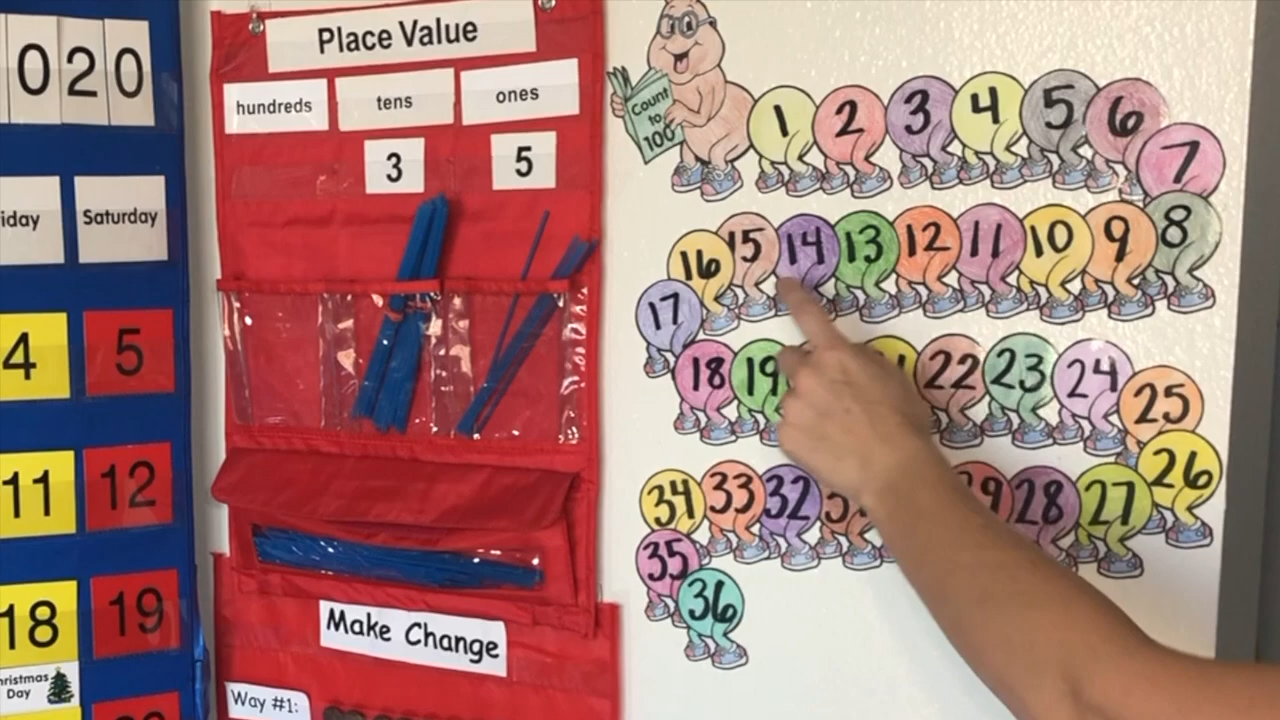 020
Place Value
hundreds tens ones
3 5
iday Saturday
4 5
11 12
18 19
hristmas
Day
Make Change
Way #1:
Count
to
100
1 2 3 4 5 6
7
16 15 14 13 12 11 10 9 8
17
18 19 22 23 24 25
26
34 33 32 28 27
35
36